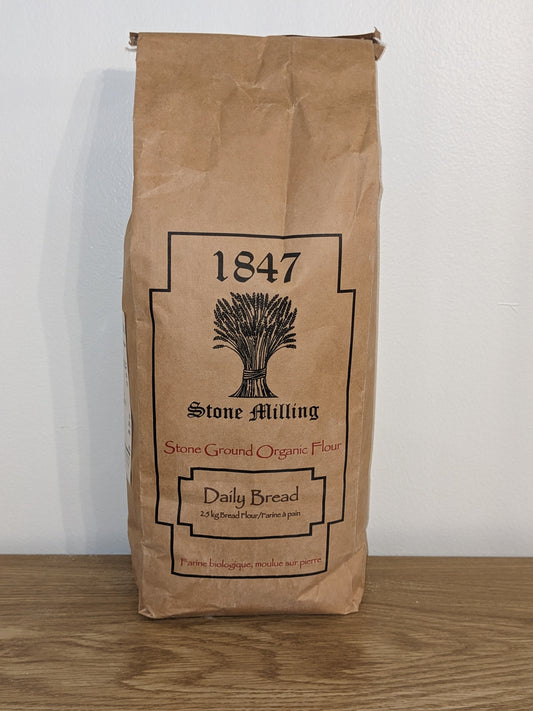 1847
Stone Milling
Stone Ground Organic Flour
Daily Bread
2.5 kg Bread Flour/Farine à pain
Farine biologique, moulue sur pierre